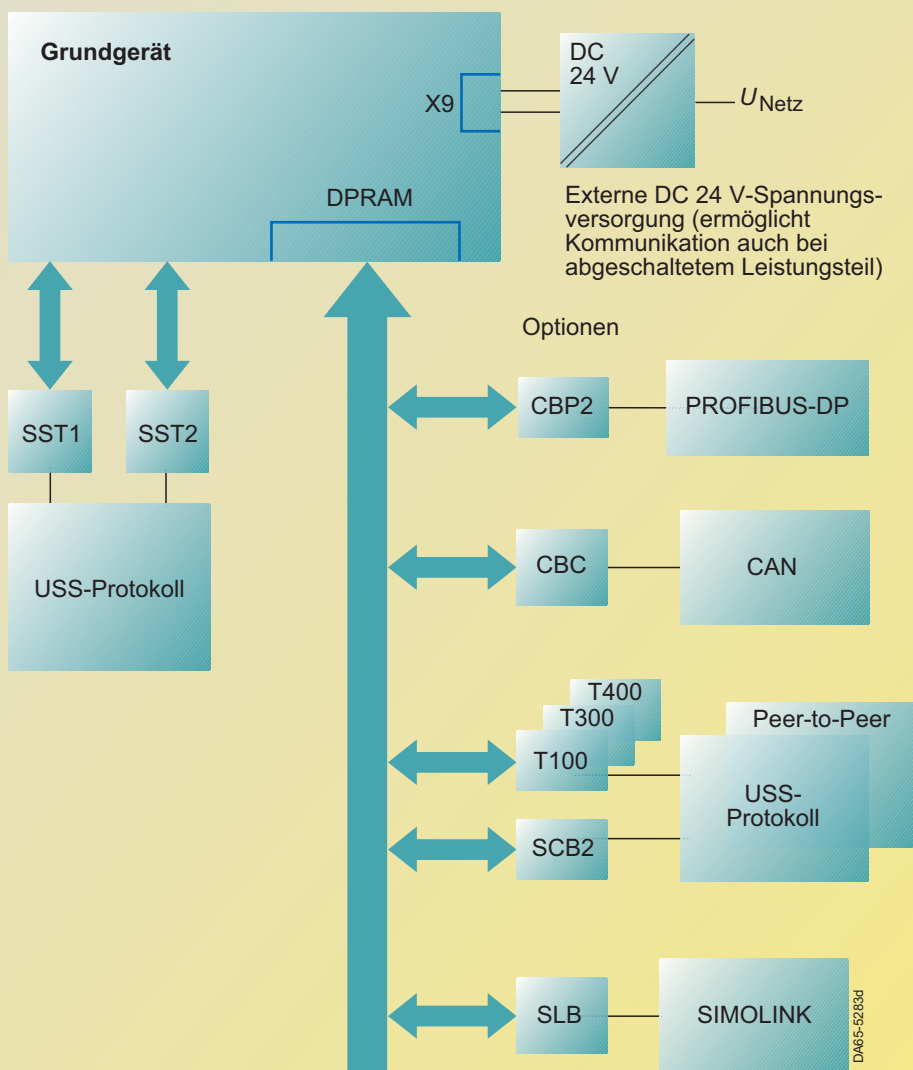 Grundgerät
X9
DC
24 V
U Netz
DPRAM
Externe DC 24 V-Spannungs-
versorgung (ermöglicht
Kommunikation auch bei
abgeschaltetem Leistungsteil)
Optionen
SST1
SST2
USS-Protokoll
CBP2
PROFIBUS-DP
CBC
CAN
T400
T300
T100
Peer-to-Peer
USS-
Protokoll
SCB2
SLB
SIMOLINK
DA65-5283d